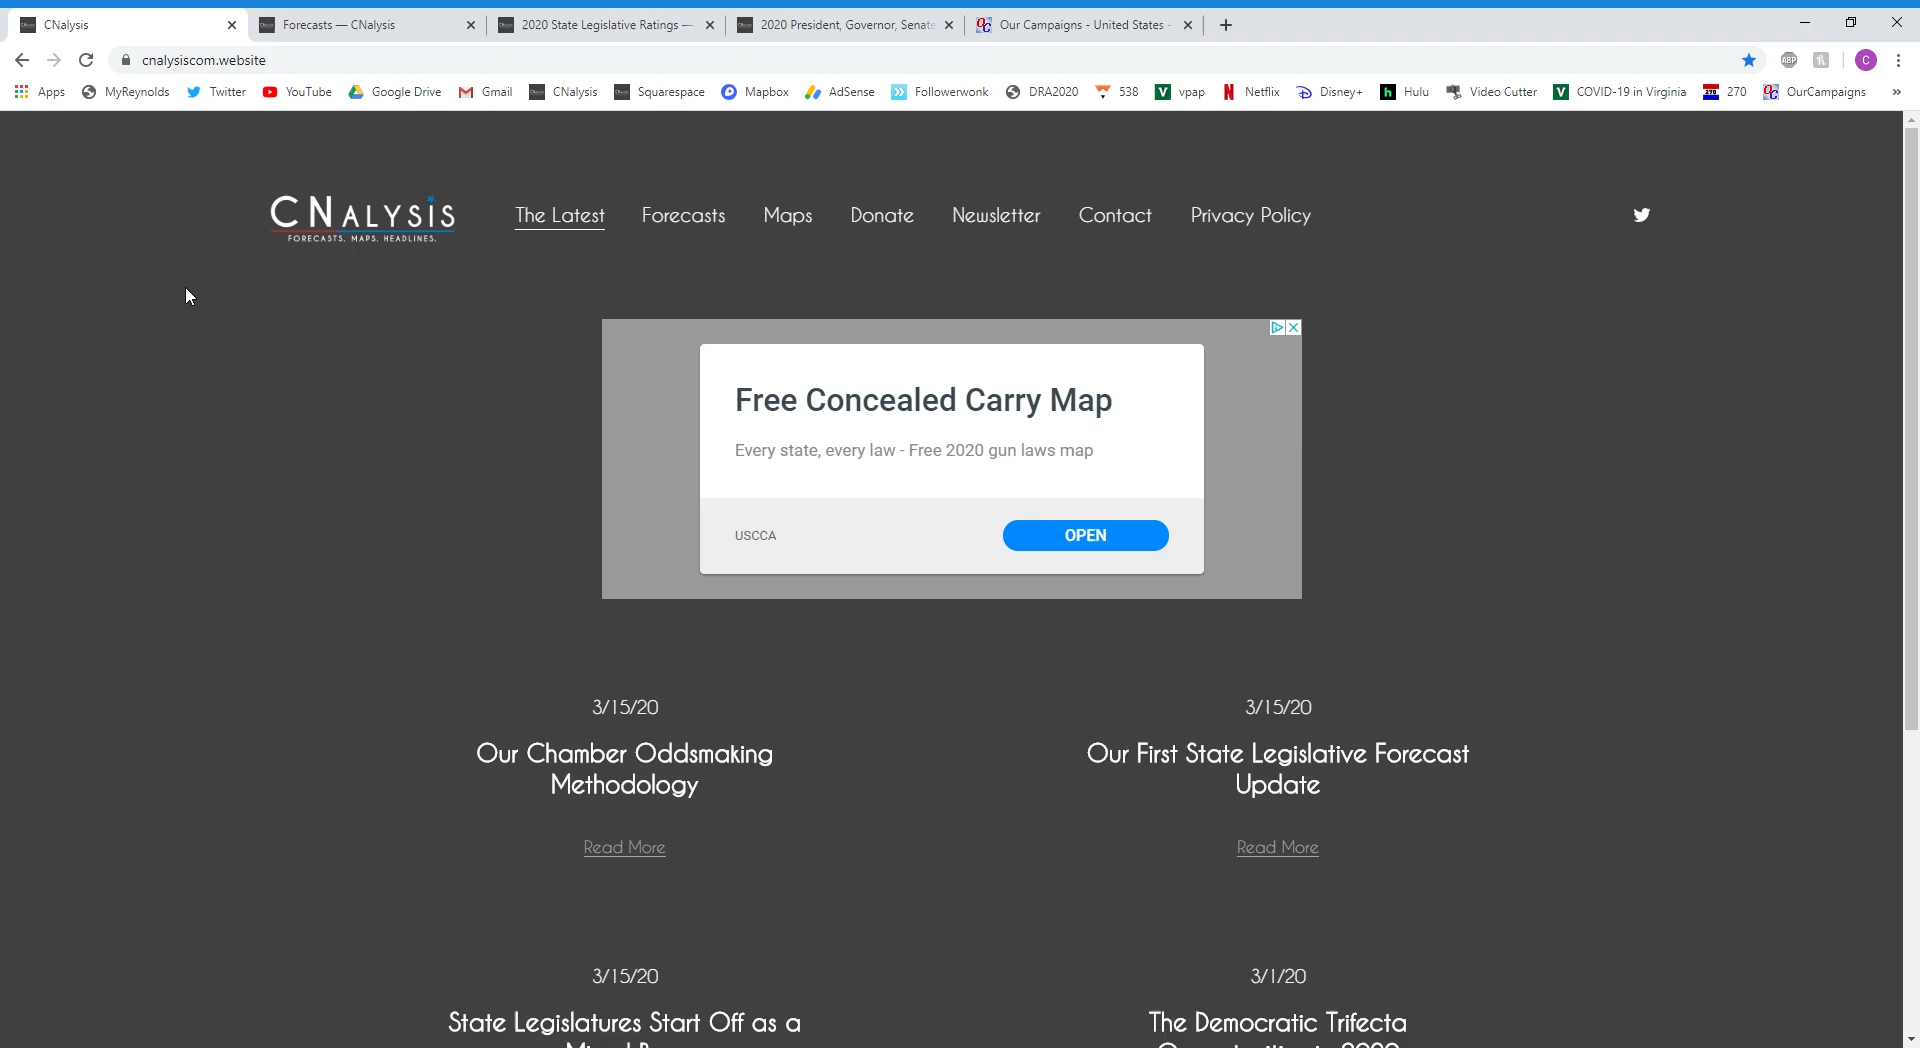 CNalysis
Forecasts — CNalysis
2020 State Legislative Ratings —
2020 President, Governor, Senate
Our Campaigns - United States -
cnalysiscom.website
ABP
C
Apps
MyReynolds
Twitter
YouTube
Google Drive
Gmail
CNalysis
Squarespace
Mapbox
AdSense
Followerwonk
DRA2020
538
vpap
Netflix
Disney+
Hulu
Video Cutter
COVID-19 in Virginia
270
OurCampaigns
»
CNALYSIS
FORECASTS. MAPS. HEADLINES.
The Latest
Forecasts
Maps
Donate
Newsletter
Contact
Privacy Policy
Free Concealed Carry Map
Every state, every law - Free 2020 gun laws map
USCCA
OPEN
3/15/20
Our Chamber Oddsmaking
Methodology
Read More
3/15/20
Our First State Legislative Forecast
Update
Read More
3/15/20
State Legislatures Start Off as a
3/1/20
The Democratic Trifecta